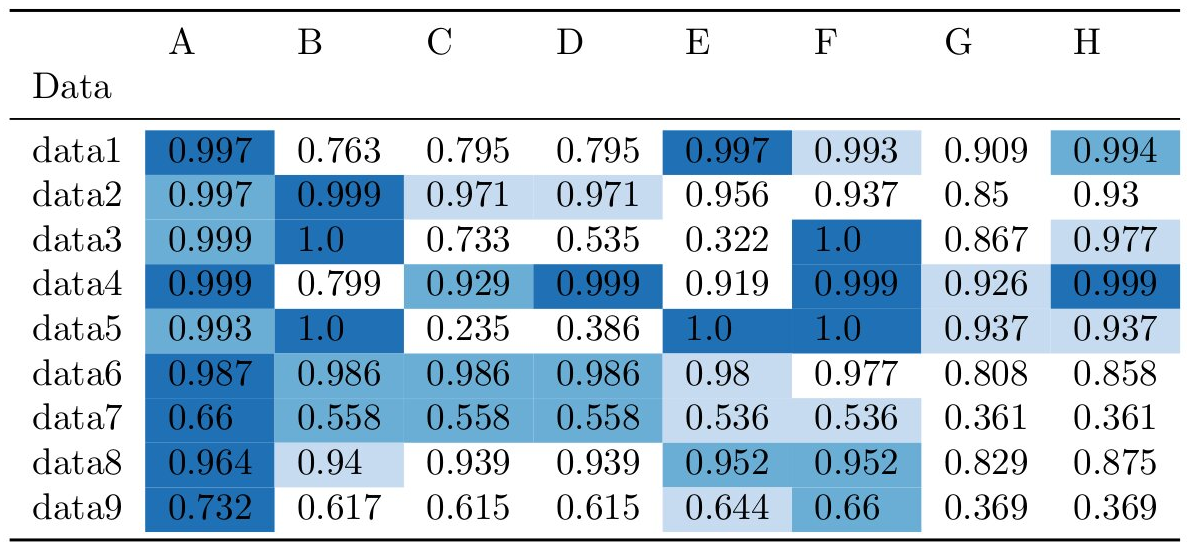 A B C D E F G H
Data
data1 0.997 0.763 0.795 0.795 0.997 0.993 0.909 0.994
data2 0.997 0.999 0.971 0.971 0.956 0.937 0.85 0.93
data3 0.999 1.0 0.733 0.535 0.322 1.0 0.867 0.977
data4 0.999 0.799 0.929 0.999 0.919 0.999 0.926 0.999
data5 0.993 1.0 0.235 0.386 1.0 1.0 0.937 0.937
data6 0.987 0.986 0.986 0.986 0.98 0.977 0.808 0.858
data7 0.66 0.558 0.558 0.558 0.536 0.536 0.361 0.361
data8 0.964 0.94 0.939 0.939 0.952 0.952 0.829 0.875
data9 0.732 0.617 0.615 0.615 0.644 0.66 0.369 0.369